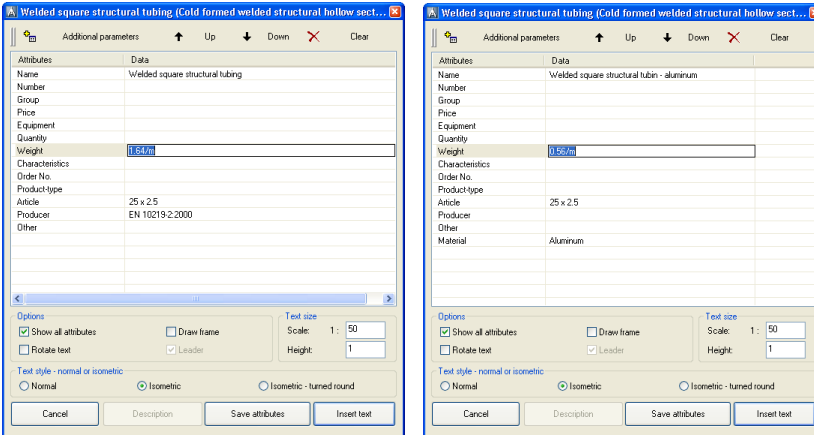 Welded square structural tubing (Cold formed welded structural hollow sect...
Additional parameters Up Down Clear
Attributes Data
Name Welded square structural tubing
Number
Group
Price
Equipment
Quantity
Weight 1.64/m
Characteristics
Order No.
Product-type
Article 25 x 2.5
Producer EN 10219-2:2000
Other
Options
Show all attributes Draw frame
Rotate text Leader
Text size
Scale: 1 : 50
Height: 1
Text style - normal or isometric
Normal Isometric Isometric - turned round
Cancel Description Save attributes Insert text
Welded square structural tubing (Cold formed welded structural hollow sect...
Additional parameters Up Down Clear
Attributes Data
Name Welded square structural tubin - aluminum
Number
Group
Price
Equipment
Quantity
Weight 0.56/m
Characteristics
Order No.
Product-type
Article 25 x 2.5
Producer
Other
Material Aluminum
Options
Show all attributes Draw frame
Rotate text Leader
Text size
Scale: 1 : 50
Height: 1
Text style - normal or isometric
Normal Isometric Isometric - turned round
Cancel Description Save attributes Insert text